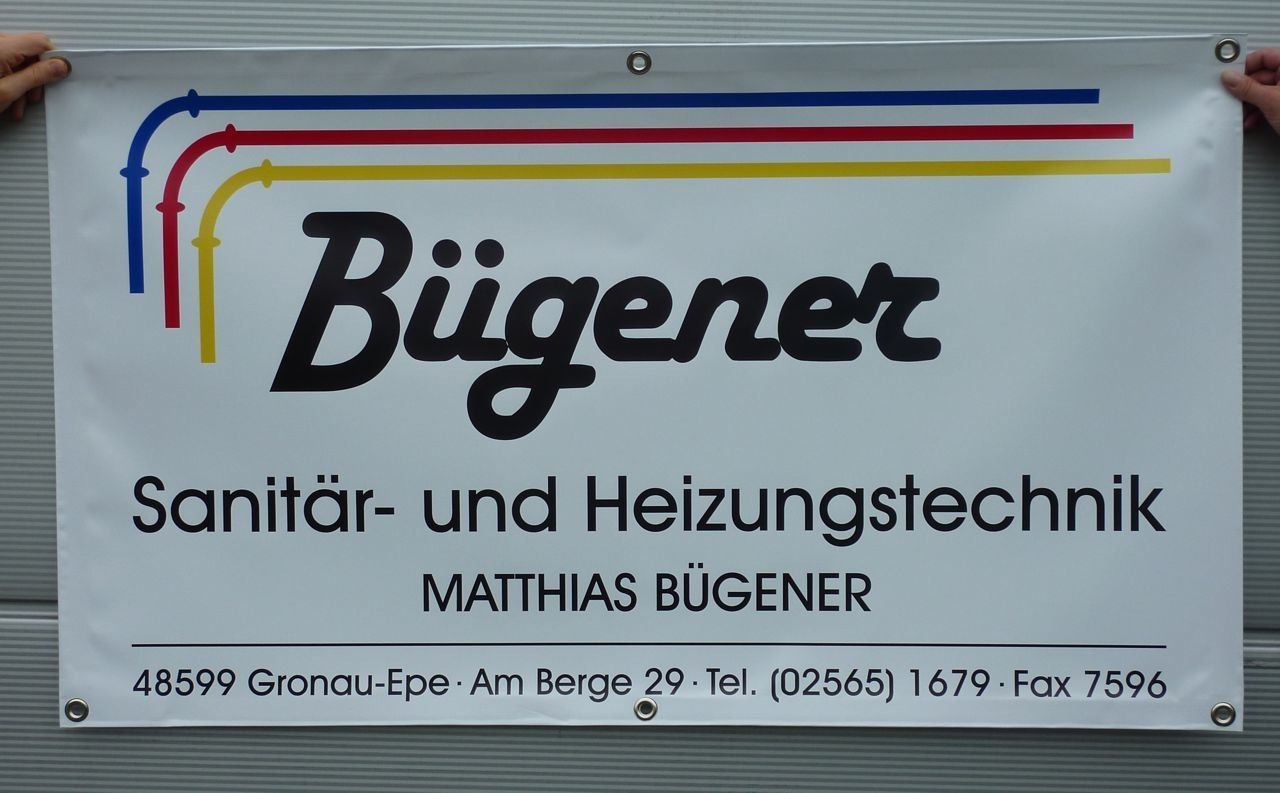 Bügener
Sanitär- und Heizungstechnik
MATTHIAS BÜGENER
48599 Gronau-Epe · Am Berge 29 · Tel. (02565) 1679 · Fax 7596